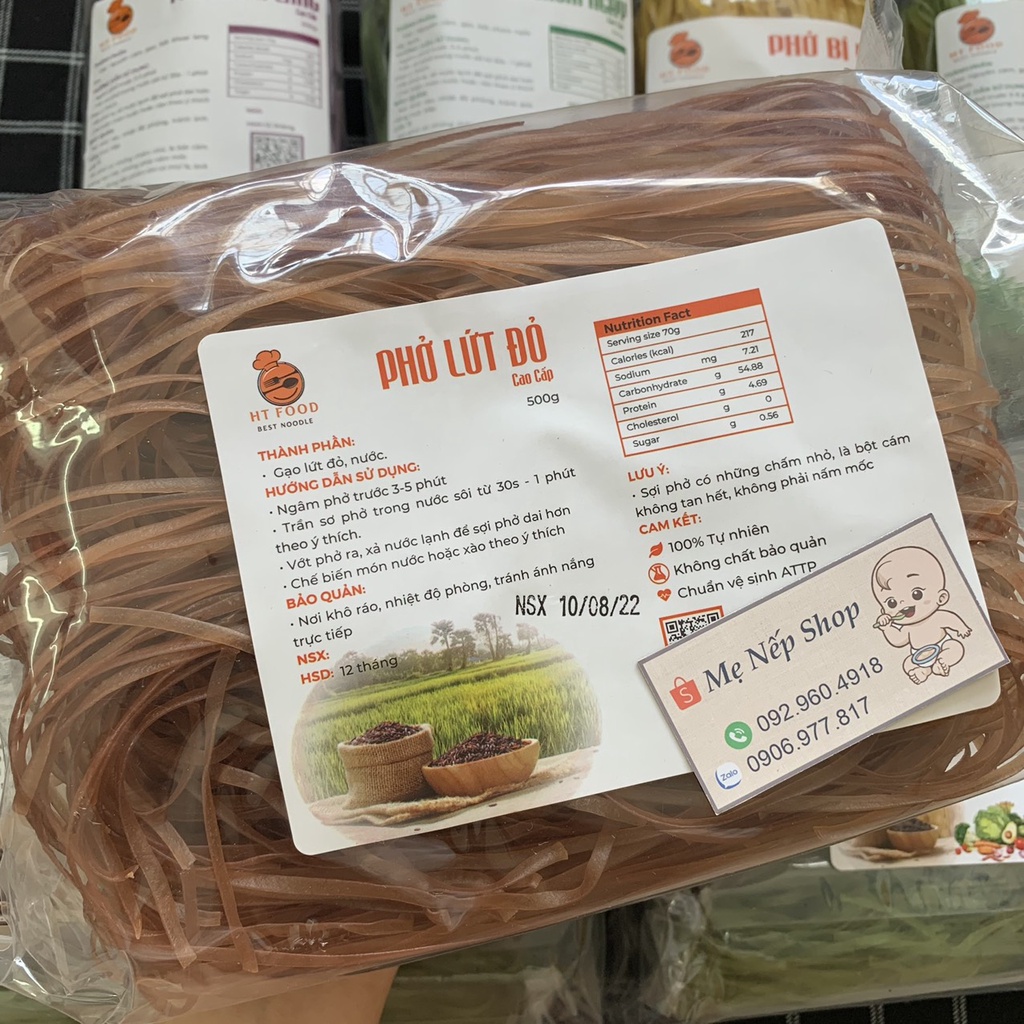 HT FOOD
PHỞ BÍ
HT FOOD
HT FOOD
BEST NOODLE
PHỞ LỨT ĐỎ
Cao Cấp
500g
THÀNH PHẦN:
• Gạo lứt đỏ, nước.
HƯỚNG DẪN SỬ DỤNG:
• Ngâm phở trước 3-5 phút
• Trần sơ phở trong nước sôi từ 30s - 1 phút
theo ý thích.
• Vớt phở ra, xả nước lạnh để sợi phở dai hơn
• Chế biến món nước hoặc xào theo ý thích
BẢO QUẢN:
• Nơi khô ráo, nhiệt độ phòng, tránh ánh nắng
trực tiếp
NSX:
HSD: 12 tháng
NSX 10/08/22
Nutrition Fact
Serving size 70g
Calories (kcal) 217
Sodium mg 7.21
Carbonhydrate g 54.88
Protein g 4.69
Cholesterol g 0
Sugar g 0.56
LƯU Ý:
• Sợi phở có những chấm nhỏ, là bột cám
không tan hết, không phải nấm mốc
CAM KẾT:
100% Tự nhiên
Không chất bảo quản
Chuẩn vệ sinh ATTP
S Mẹ Nếp Shop
092.960.4918
Zalo 0906.977.817